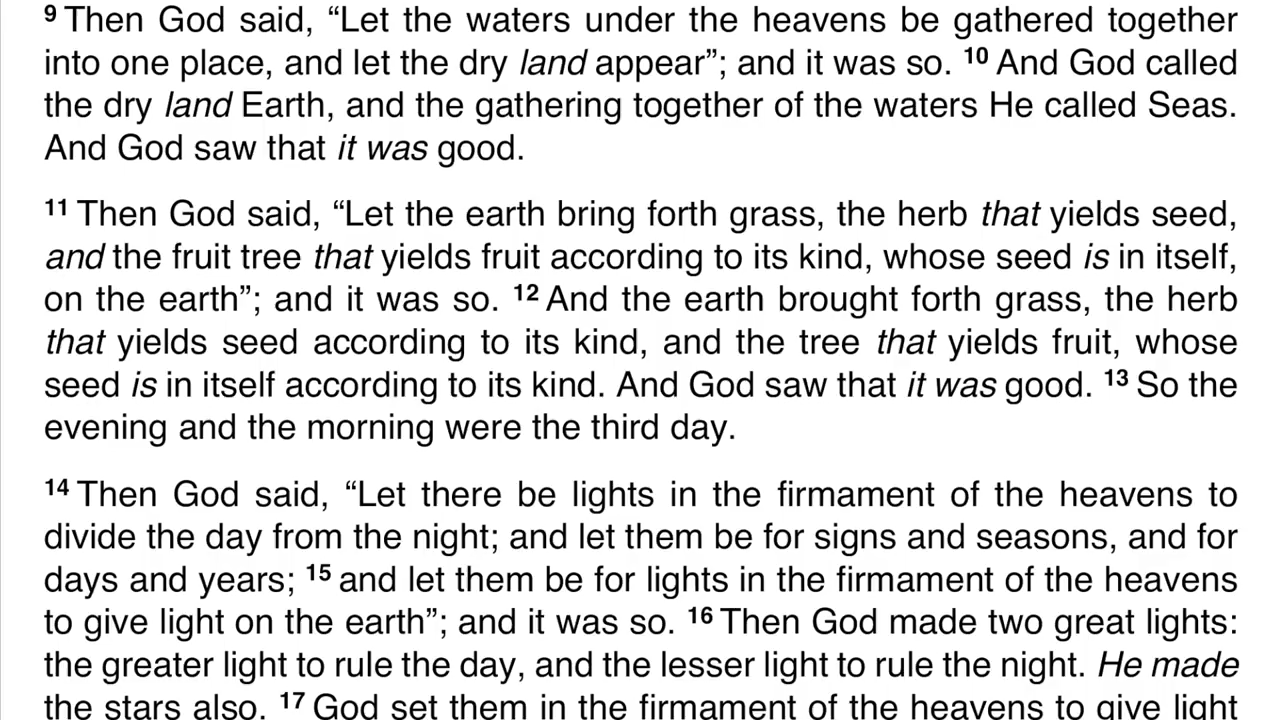 9 Then God said, “Let the waters under the heavens be gathered together
into one place, and let the dry land appear”; and it was so. 10 And God called
the dry land Earth, and the gathering together of the waters He called Seas.
And God saw that it was good.
11 Then God said, “Let the earth bring forth grass, the herb that yields seed,
and the fruit tree that yields fruit according to its kind, whose seed is in itself,
on the earth”; and it was so. 12 And the earth brought forth grass, the herb
that yields seed according to its kind, and the tree that yields fruit, whose
seed is in itself according to its kind. And God saw that it was good. 13 So the
evening and the morning were the third day.
14 Then God said, “Let there be lights in the firmament of the heavens to
divide the day from the night; and let them be for signs and seasons, and for
days and years; 15 and let them be for lights in the firmament of the heavens
to give light on the earth”; and it was so. 16 Then God made two great lights:
the greater light to rule the day, and the lesser light to rule the night. He made
the stars also. 17 God set them in the firmament of the heavens to give light